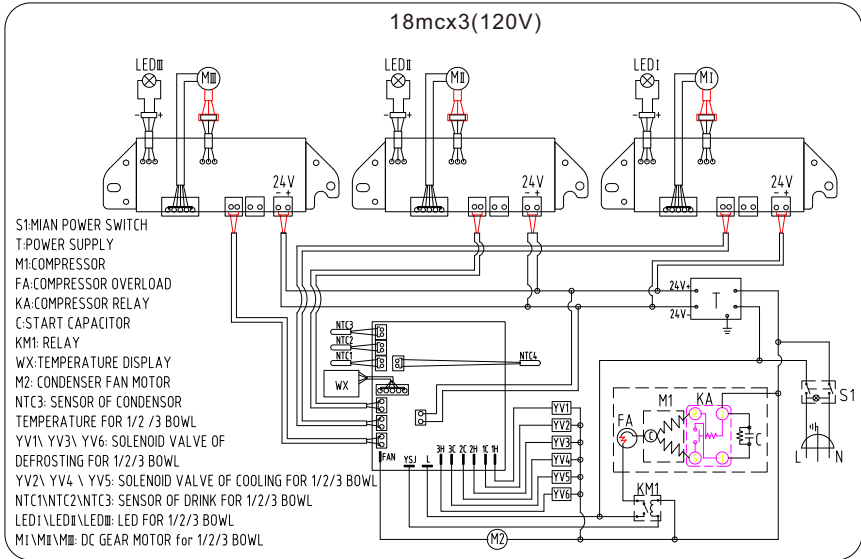 18mcx3(120V)
LEDⅢ
MⅢ
LEDⅡ
MⅡ
LEDⅠ
MⅠ
- +
- +
- +
24V
- +
24V
- +
24V
- +
S1:MIAN POWER SWITCH
T:POWER SUPPLY
M1:COMPRESSOR
FA:COMPRESSOR OVERLOAD
KA:COMPRESSOR RELAY
C:START CAPACITOR
KM1: RELAY
WX:TEMPERATURE DISPLAY
M2: CONDENSER FAN MOTOR
NTC3: SENSOR OF CONDENSOR
TEMPERATURE FOR 1/2 /3 BOWL
YV1\ YV3\ YV6: SOLENOID VALVE OF
DEFROSTING FOR 1/2/3 BOWL
YV2\ YV4 \ YV5: SOLENOID VALVE OF COOLING FOR 1/2/3 BOWL
NTC1\NTC2\NTC3: SENSOR OF DRINK FOR 1/2/3 BOWL
LEDⅠ\LEDⅡ\LEDⅢ: LED FOR 1/2/3 BOWL
MⅠ\MⅡ\MⅢ: DC GEAR MOTOR for 1/2/3 BOWL
NTC3
NTC2
NTC1
NTC4
WX
24V+
24V-
T
S1
L
N
M1
KA
FA
C
C
YV1
YV2
YV3
YV4
YV5
YV6
FAN
YSJ
L
3H 3C 2C 2H 1C 1H
KM1
M2